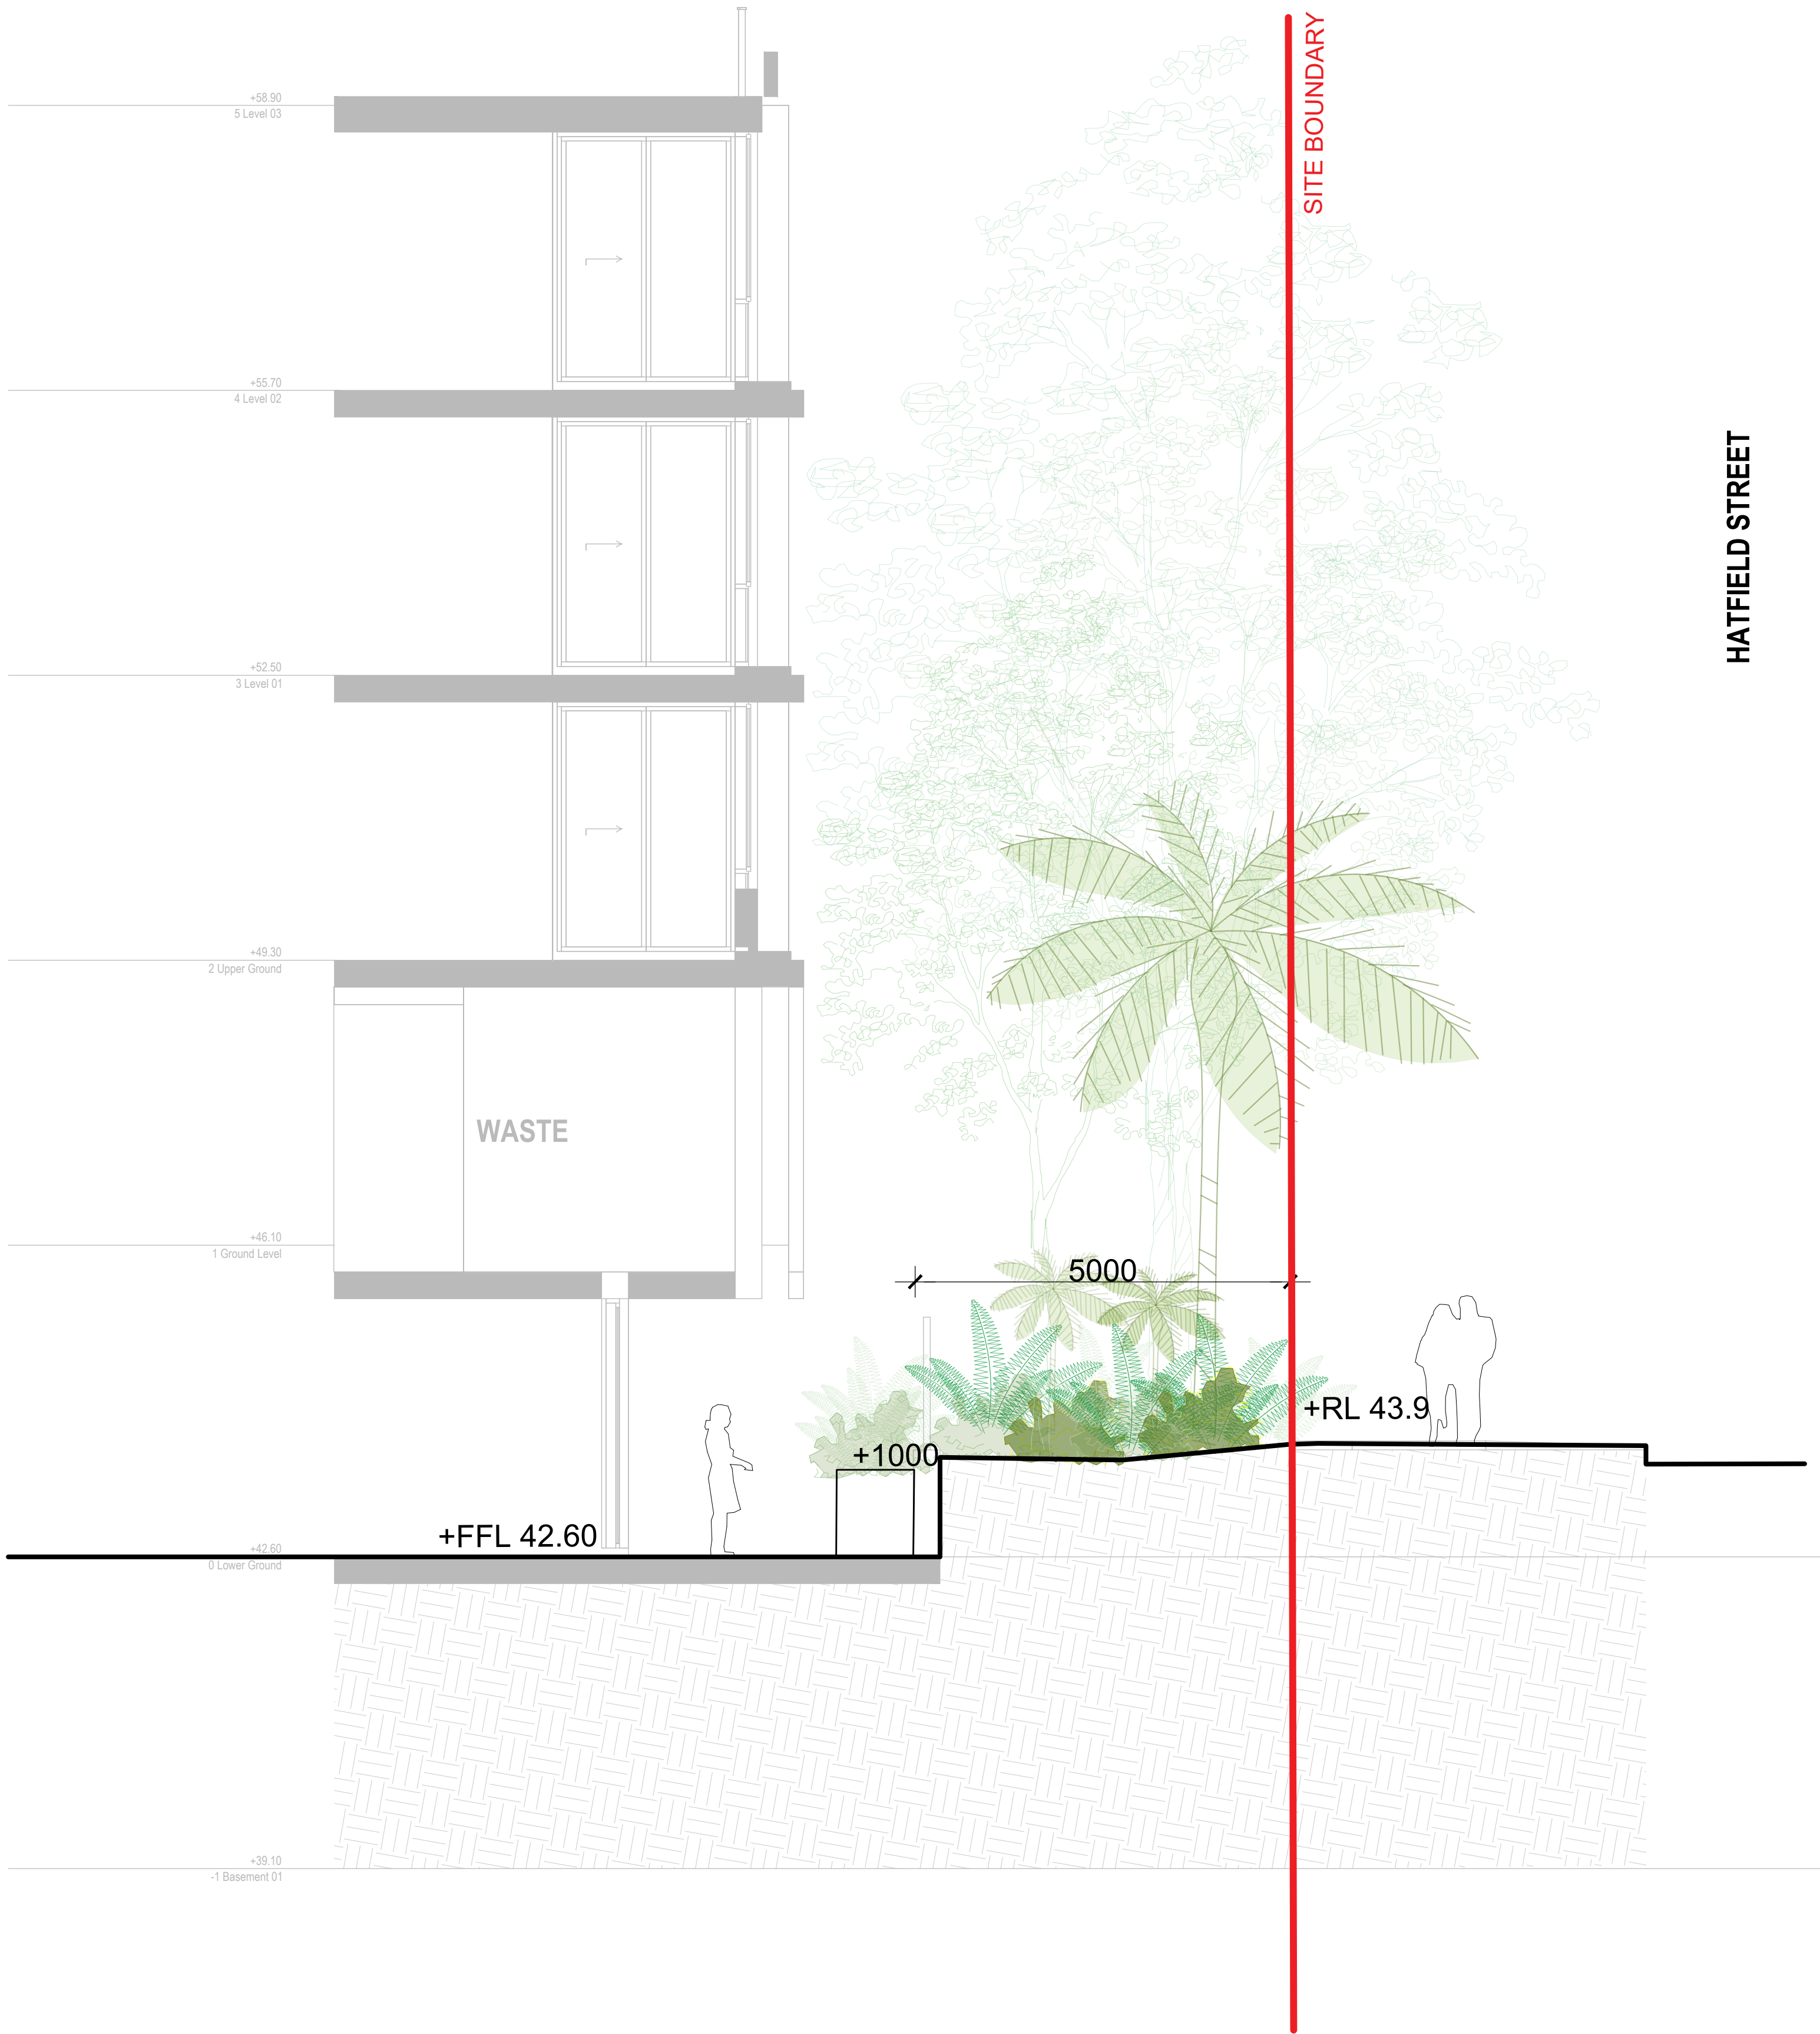 SITE BOUNDARY
+58.90
5 Level 03
+55.70
4 Level 02
HATFIELD STREET
+52.50
3 Level 01
+49.30
2 Upper Ground
WASTE
+46.10
1 Ground Level
5000
+RL 43.9
+1000
+FFL 42.60
+42.60
0 Lower Ground
+39.10
-1 Basement 01